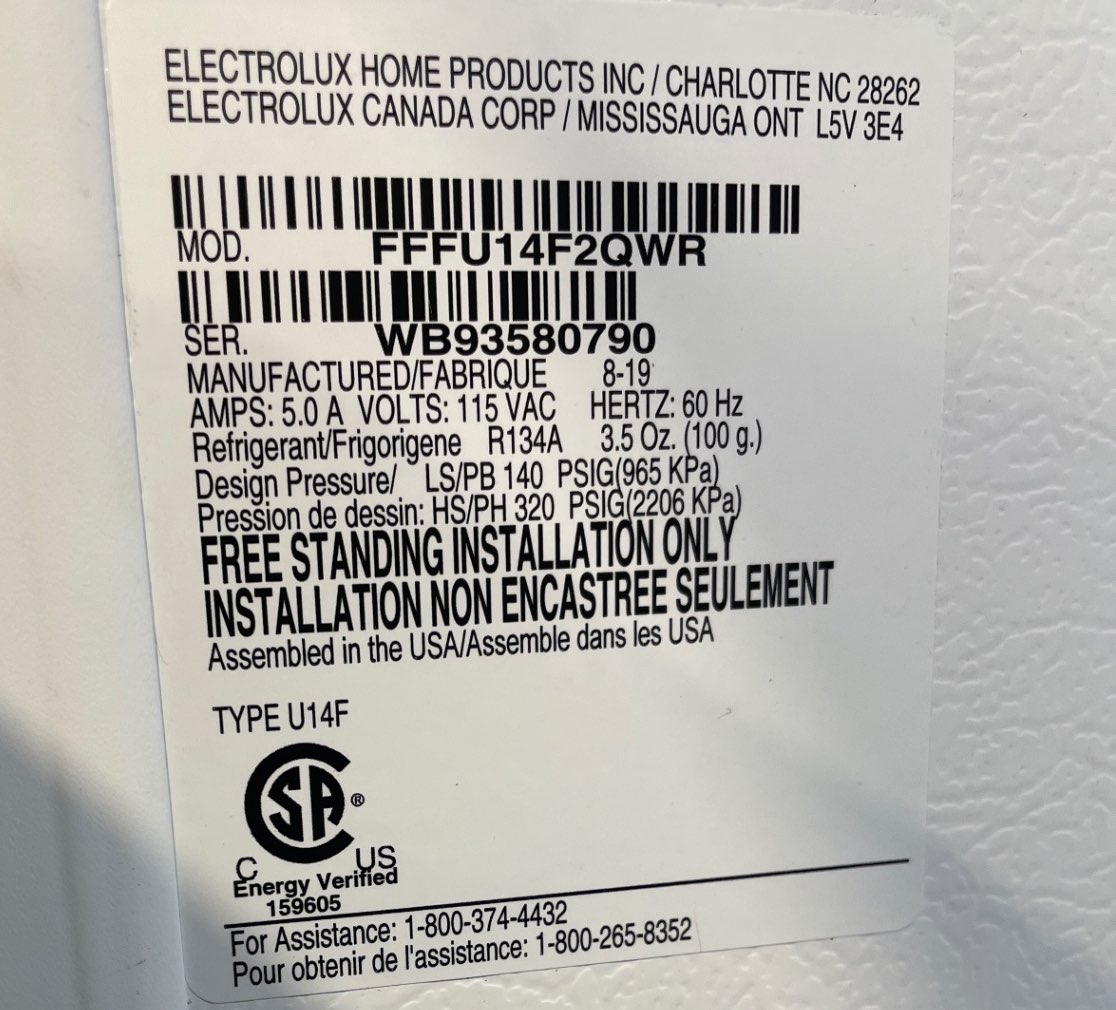 ELECTROLUX HOME PRODUCTS INC / CHARLOTTE NC 28262
ELECTROLUX CANADA CORP / MISSISSAUGA ONT L5V 3E4
MOD. FFFU14F2QWR
SER. WB93580790
MANUFACTURED/FABRIQUE 8-19
AMPS: 5.0 A VOLTS: 115 VAC HERTZ: 60 Hz
Refrigerant/Frigorigene R134A 3.5 Oz. (100 g.)
Design Pressure/ LS/PB 140 PSIG(965 KPa)
Pression de dessin: HS/PH 320 PSIG(2206 KPa)
FREE STANDING INSTALLATION ONLY
INSTALLATION NON ENCASTREE SEULEMENT
Assembled in the USA/Assemble dans les USA
TYPE U14F
CSA ®
C US
Energy Verified
159605
For Assistance: 1-800-374-4432
Pour obtenir de l'assistance: 1-800-265-8352